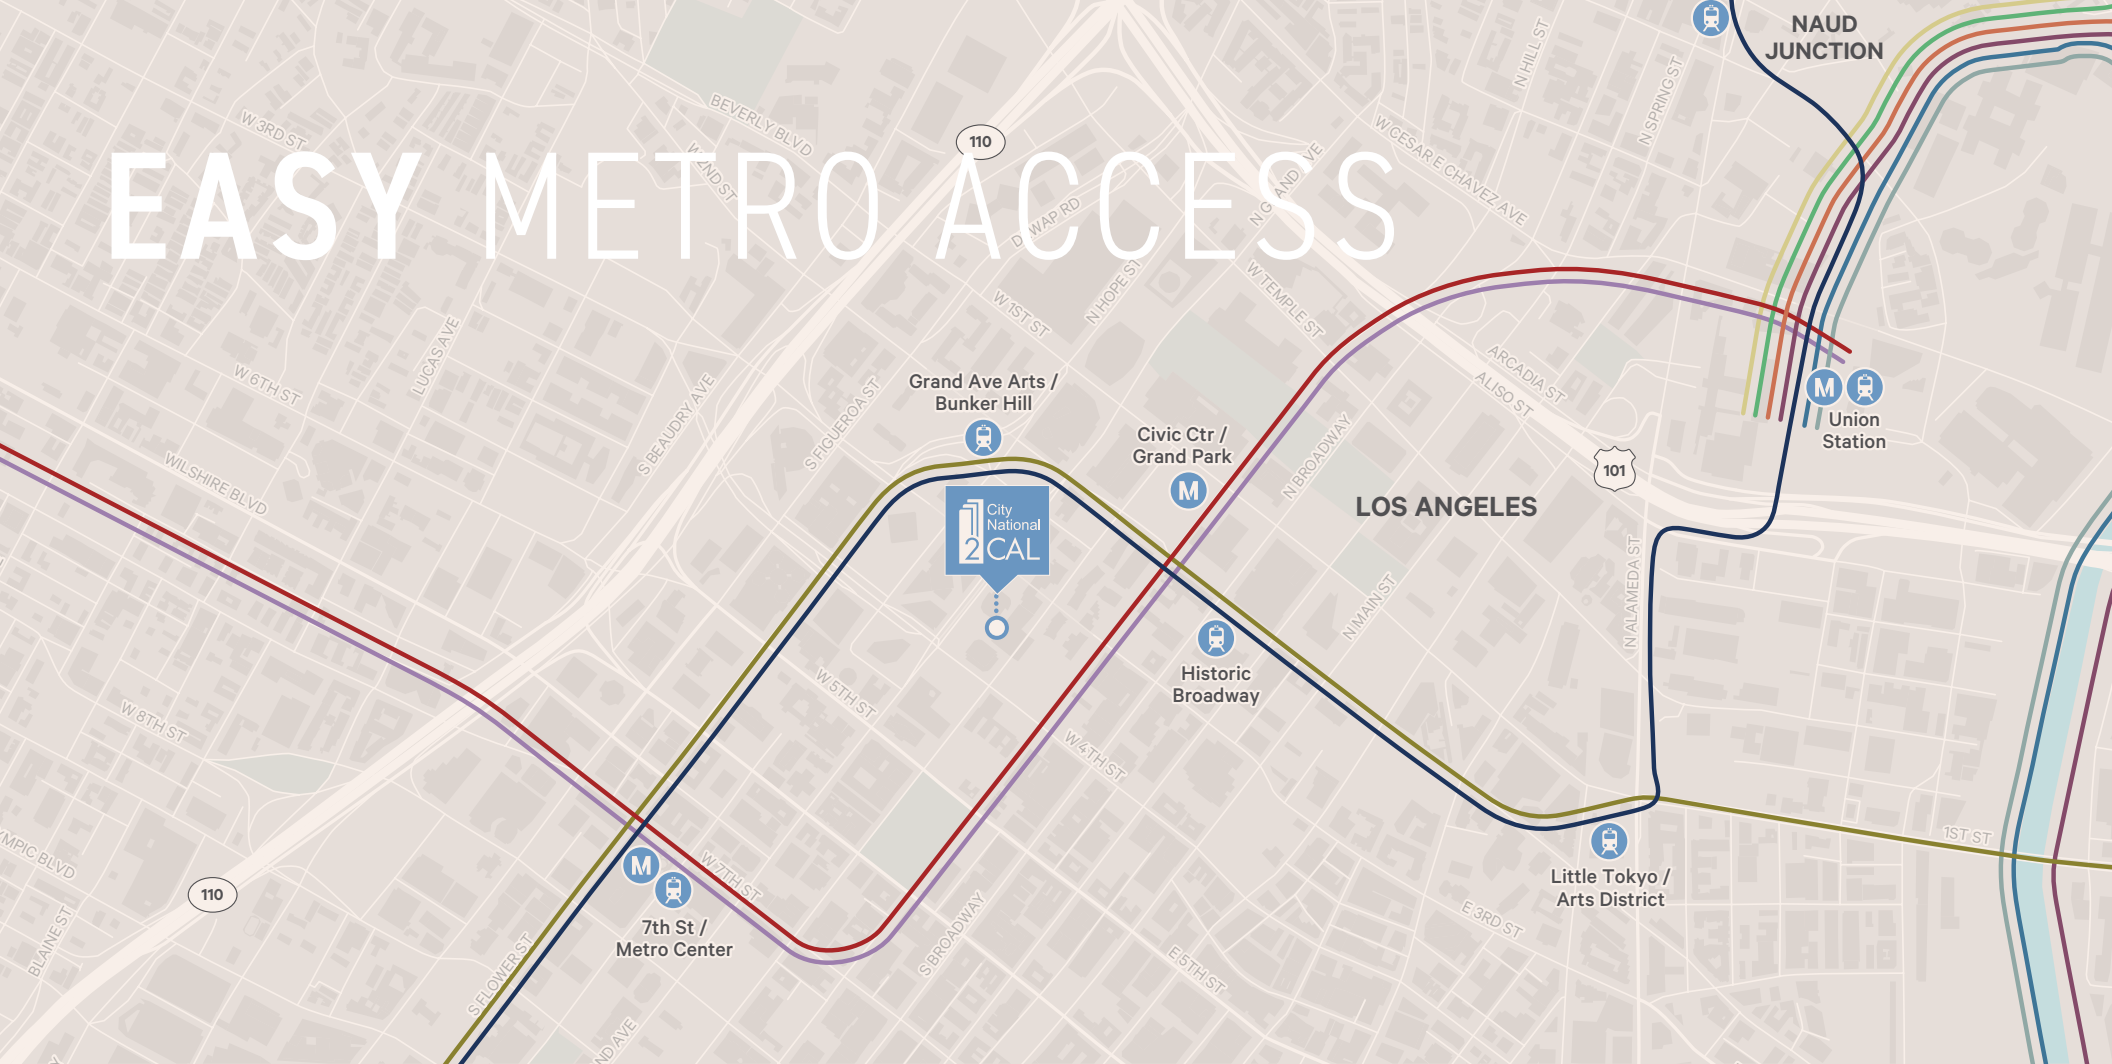 NAUD
JUNCTION
N HILL ST
N SPRING ST
BEVERLY BLVD
W 3RD ST
110
W CESAR E CHAVEZ AVE
W 2ND ST
N GRAND AVE
EASY METRO ACCESS
DEWAP RD
W TEMPLE ST
N HOPE ST
W 1ST ST
LUCAS AVE
W 6TH ST
ARCADIA ST
ALISO ST
Grand Ave Arts /
Bunker Hill
S BEAUDRY AVE
S FIGUEROA ST
Civic Ctr /
Grand Park
M
N BROADWAY
M
Union
Station
101
WILSHIRE BLVD
LOS ANGELES
City
National
2CAL
N ALAMEDA ST
N MAIN ST
Historic
Broadway
W 5TH ST
W 8TH ST
W 4TH ST
1ST ST
YMPIC BLVD
M
W 7TH ST
7th St /
Metro Center
Little Tokyo /
Arts District
110
E 3RD ST
BLAINE ST
S FLOWER ST
S BROADWAY
E 5TH ST
ND AVE